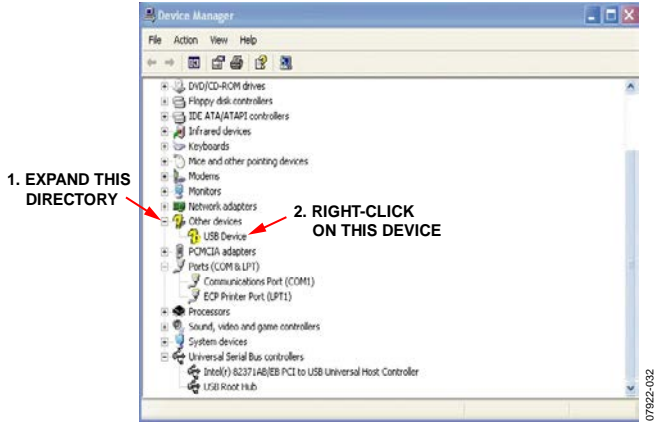 Device Manager
File Action View Help
DVD/CD-ROM drives
Floppy disk controllers
IDE ATA/ATAPI controllers
Infrared devices
Keyboards
Mice and other pointing devices
Modems
Monitors
Network adapters
Other devices
USB Device
PCMCIA adapters
Ports (COM & LPT)
Communications Port (COM1)
ECP Printer Port (LPT1)
Processors
Sound, video and game controllers
System devices
Universal Serial Bus controllers
Intel(r) 82371AB/EB PCI to USB Universal Host Controller
USB Root Hub
1. EXPAND THIS
DIRECTORY
2. RIGHT-CLICK
ON THIS DEVICE
07922-032